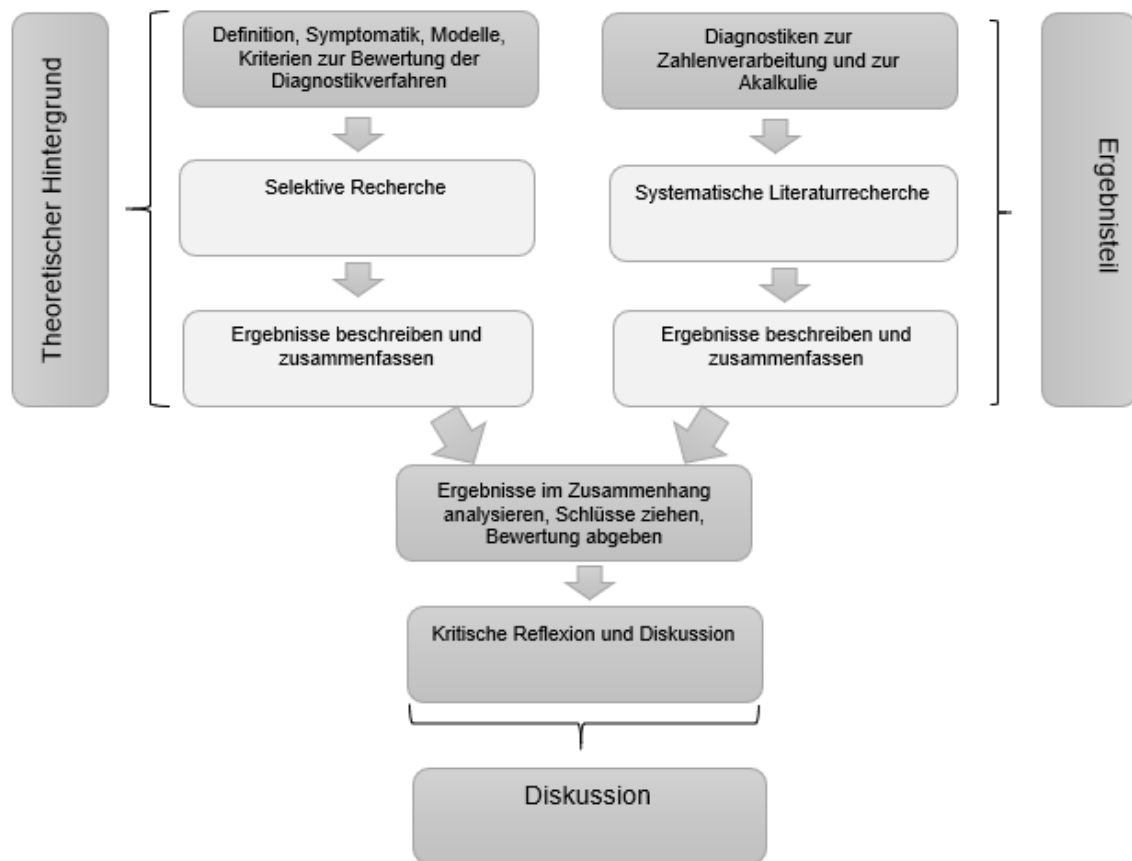 Theoretischer Hintergrund
Definition, Symptomatik, Modelle,
Kriterien zur Bewertung der
Diagnostikverfahren
Selektive Recherche
Ergebnisse beschreiben und
zusammenfassen
Diagnostiken zur
Zahlenverarbeitung und zur
Akalkulie
Systematische Literaturrecherche
Ergebnisse beschreiben und
zusammenfassen
Ergebnisteil
Ergebnisse im Zusammenhang
analysieren, Schlüsse ziehen,
Bewertung abgeben
Kritische Reflexion und Diskussion
Diskussion